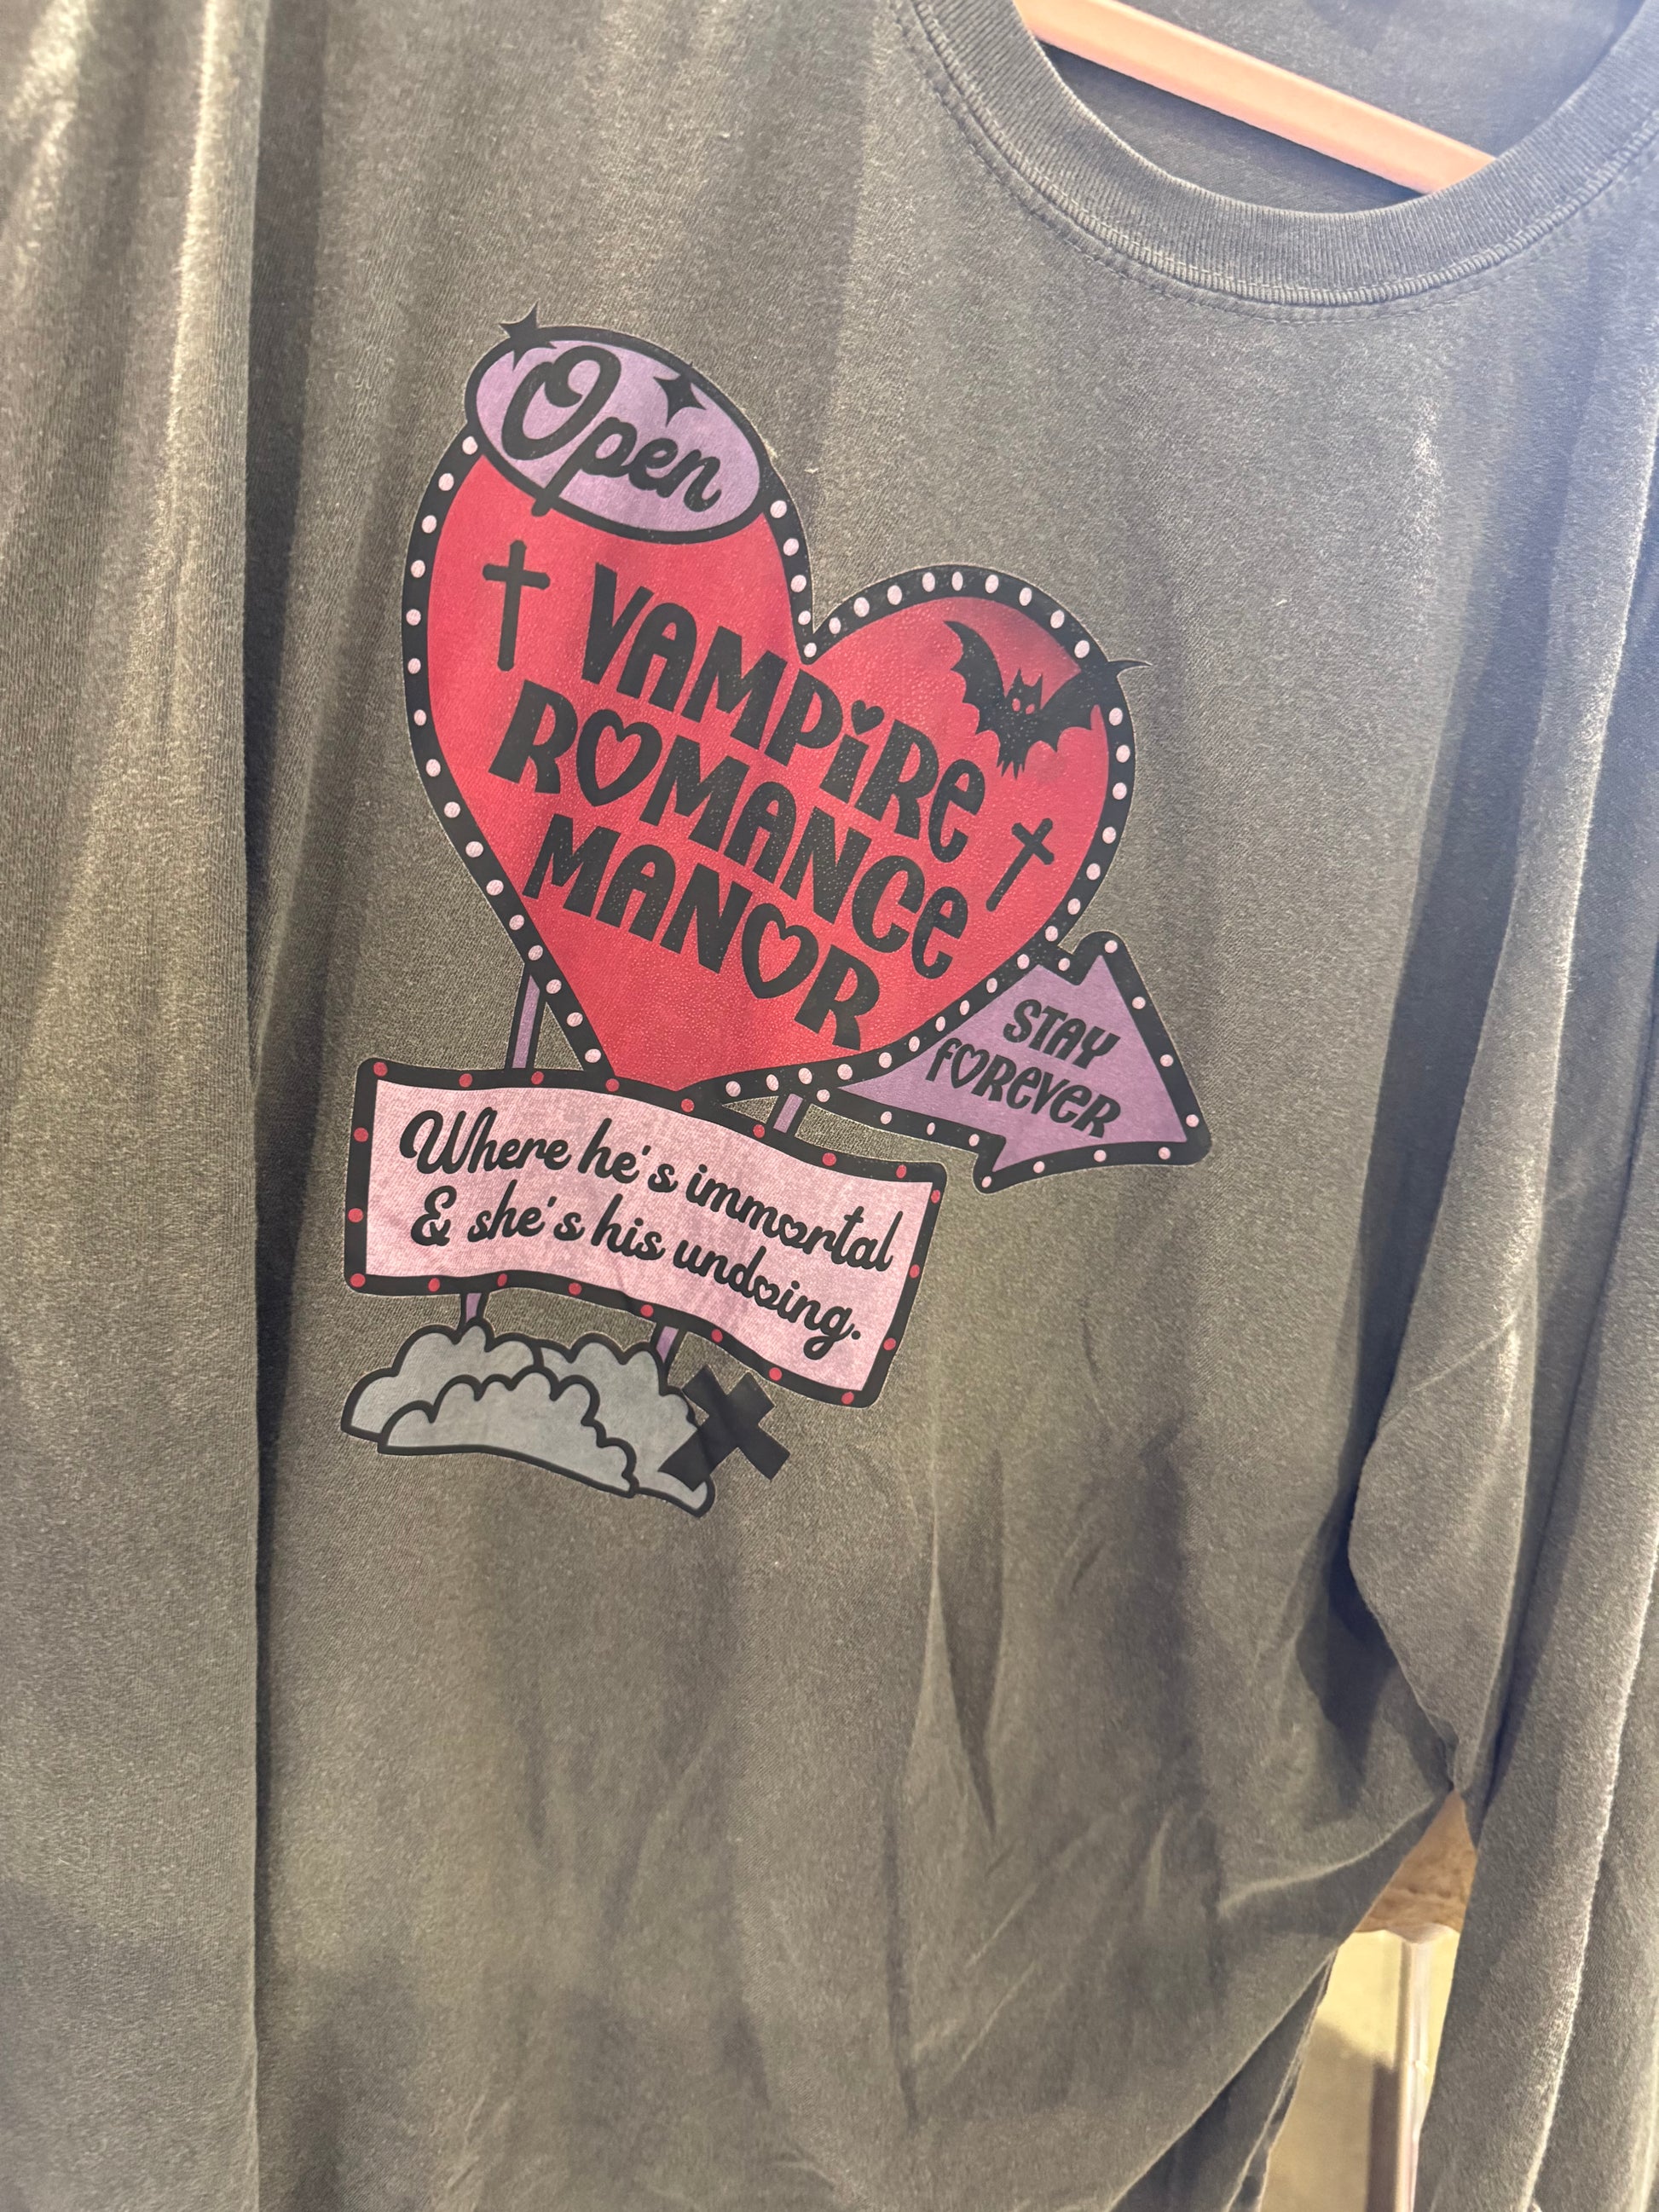 Open
VAMPiRe
ROMANCe
MANOR
STAY
fOReVeR
Where he's immortal
& she's his undoing.